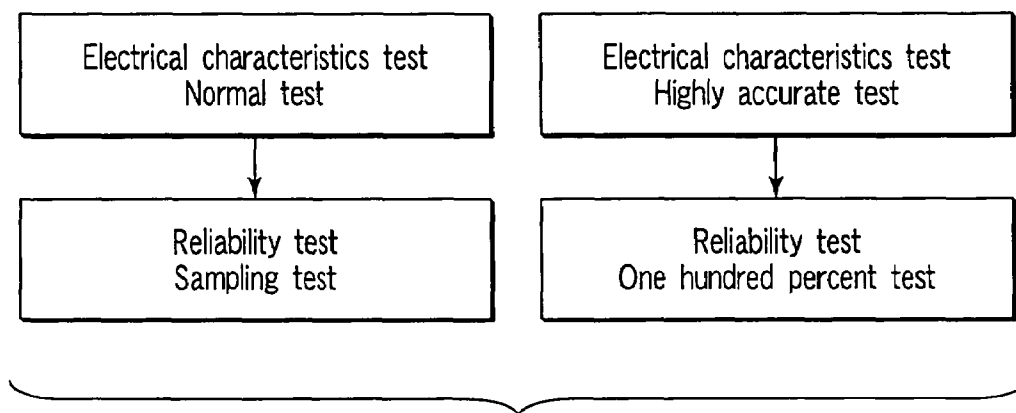 Electrical characteristics test
Normal test
Electrical characteristics test
Highly accurate test
Reliability test
Sampling test
Reliability test
One hundred percent test